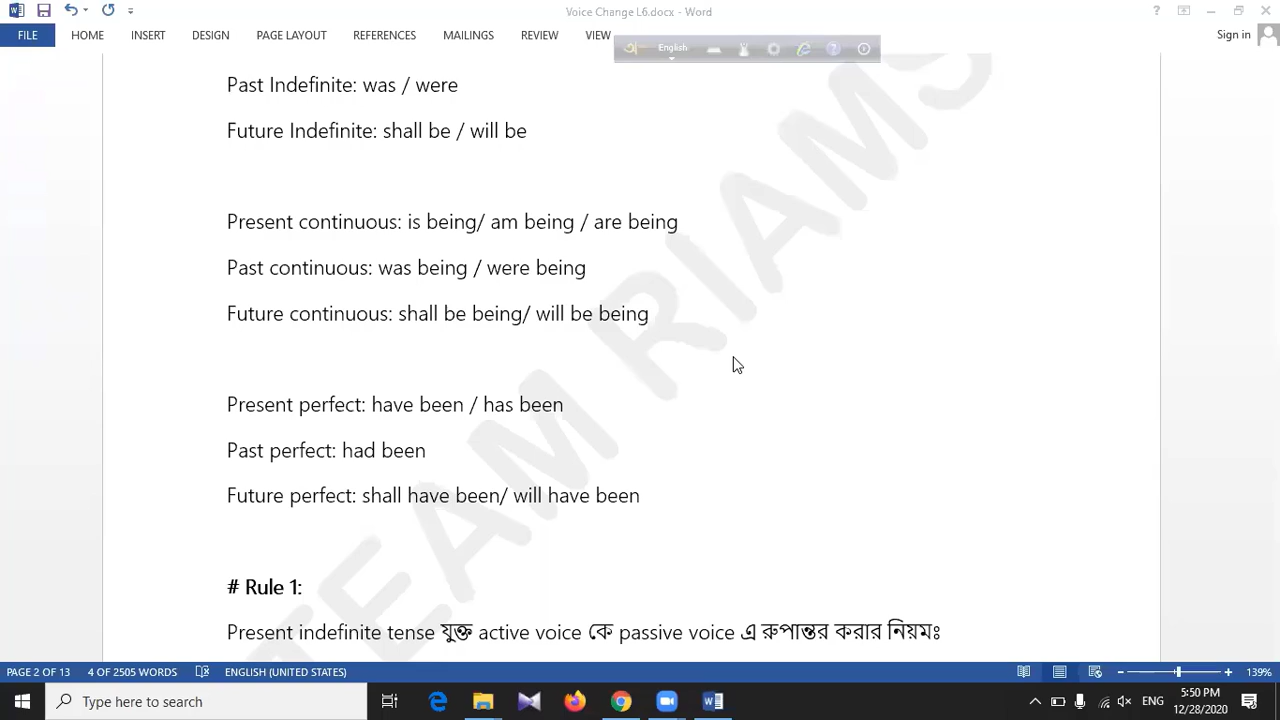 Voice Change L6.docx - Word
FILE HOME INSERT DESIGN PAGE LAYOUT REFERENCES MAILINGS REVIEW VIEW Sign in
অ English
Past Indefinite: was / were
Future Indefinite: shall be / will be
Present continuous: is being/ am being / are being
Past continuous: was being / were being
Future continuous: shall be being/ will be being
Present perfect: have been / has been
Past perfect: had been
Future perfect: shall have been/ will have been
# Rule 1:
Present indefinite tense যুক্ত active voice কে passive voice এ রুপান্তর করার নিয়মঃ
TEAM RIAMS
PAGE 2 OF 13 4 OF 2505 WORDS ENGLISH (UNITED STATES) 139%
Type here to search ENG 5:50 PM
12/28/2020